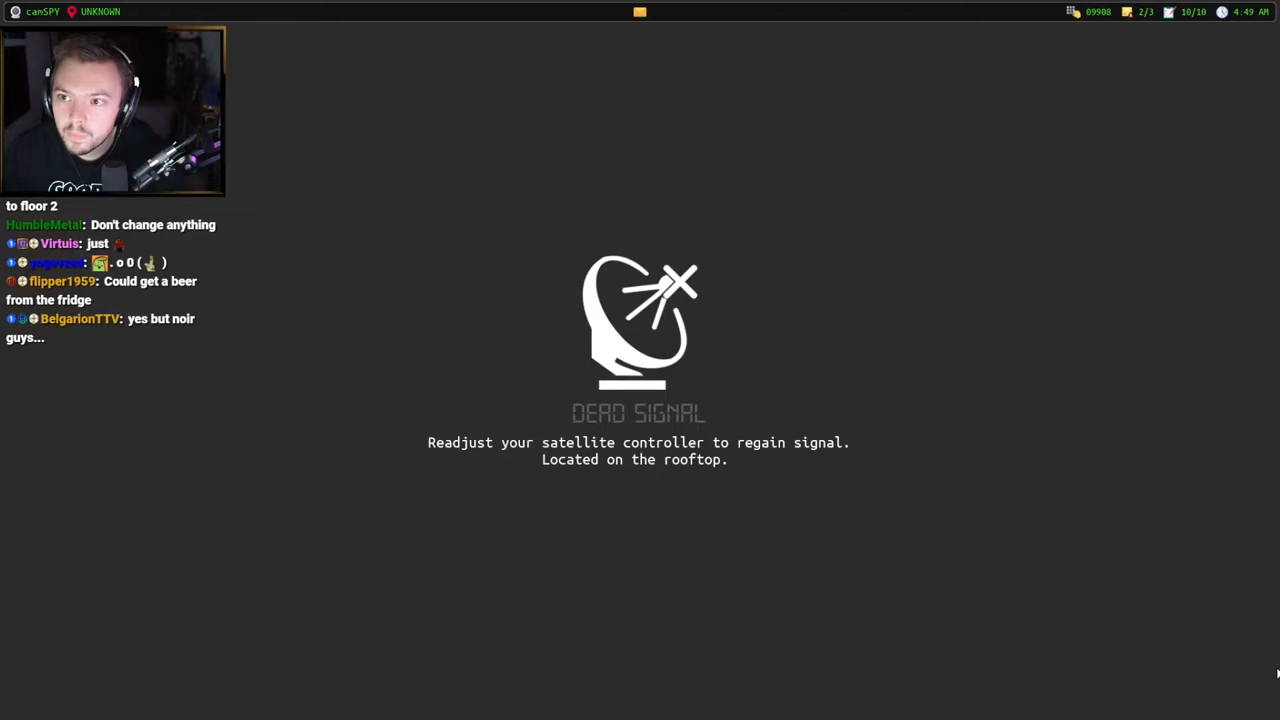 camSPY UNKNOWN 09908 2/3 10/10 4:49 AM
to floor 2
HumbleMetal: Don't change anything
Virtuis: just
: . o 0 ( )
flipper1959: Could get a beer
from the fridge
BelgarionTTV: yes but noir
guys...
DEAD SIGNAL
Readjust your satellite controller to regain signal.
Located on the rooftop.